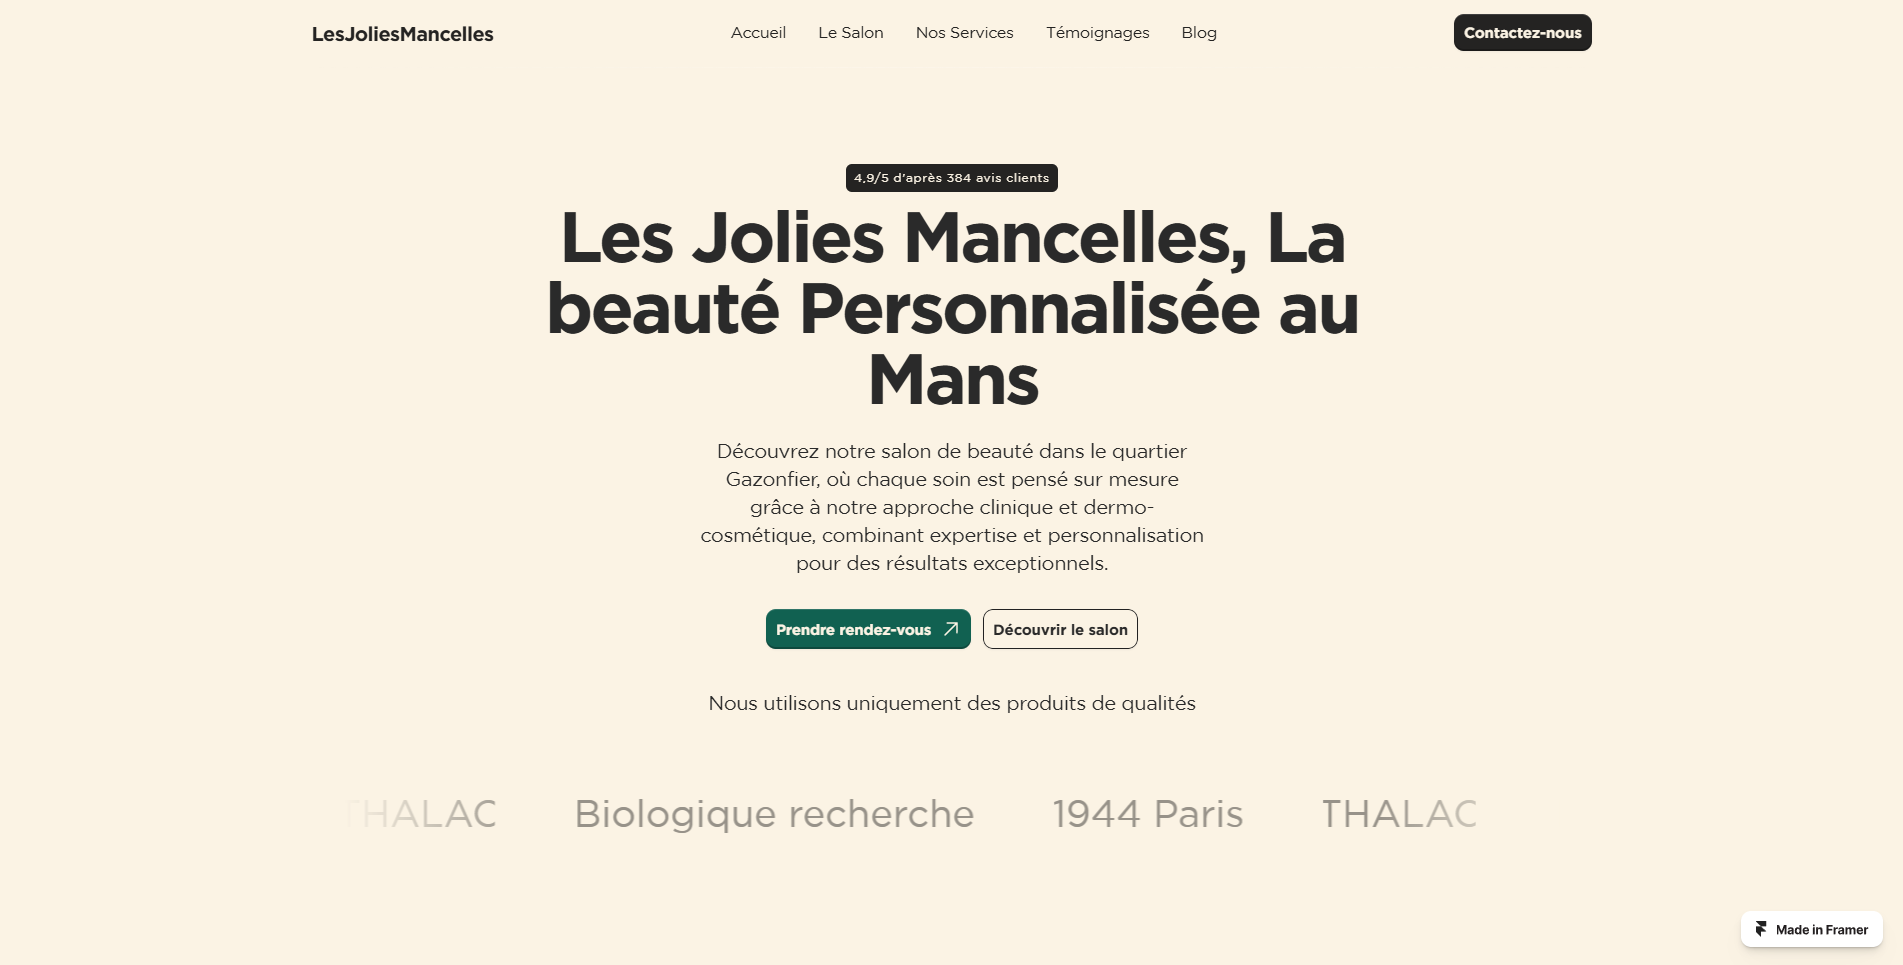 LesJoliesMancelles
Accueil
Le Salon
Nos Services
Témoignages
Blog
Contactez-nous
4,9/5 d'après 384 avis clients
Les Jolies Mancelles, La
beauté Personnalisée au
Mans
Découvrez notre salon de beauté dans le quartier
Gazonfier, où chaque soin est pensé sur mesure
grâce à notre approche clinique et dermo-
cosmétique, combinant expertise et personnalisation
pour des résultats exceptionnels.
Prendre rendez-vous
Découvrir le salon
Nous utilisons uniquement des produits de qualités
THALAC
Biologique recherche
1944 Paris
THALAC
Made in Framer